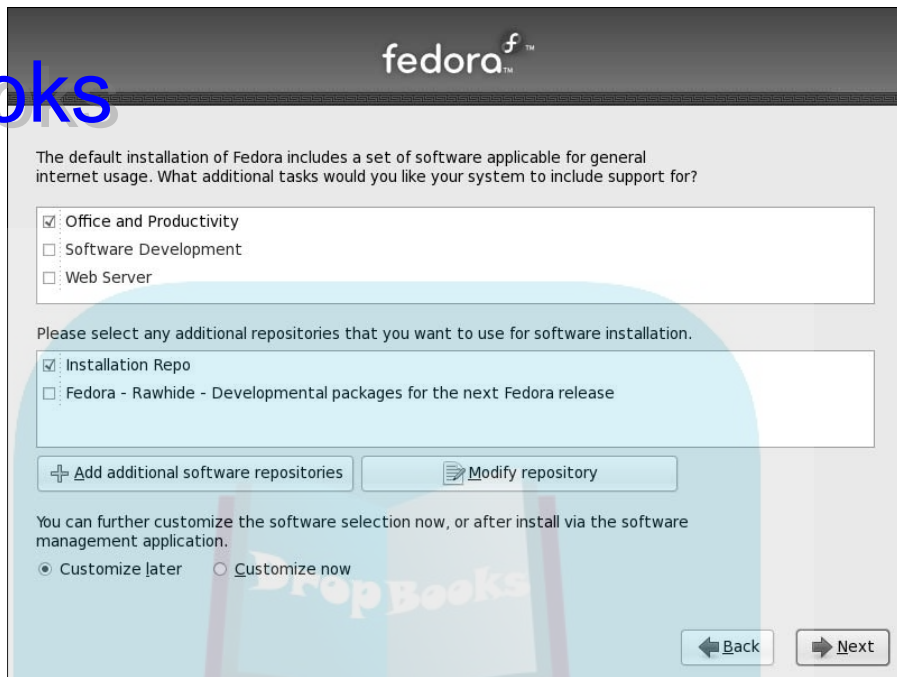 fedora f ™
™
oks
The default installation of Fedora includes a set of software applicable for general
internet usage. What additional tasks would you like your system to include support for?
Office and Productivity
Software Development
Web Server
Please select any additional repositories that you want to use for software installation.
Installation Repo
Fedora - Rawhide - Developmental packages for the next Fedora release
Add additional software repositories
Modify repository
You can further customize the software selection now, or after install via the software
management application.
Customize later
Customize now
Drop Books
Back
Next